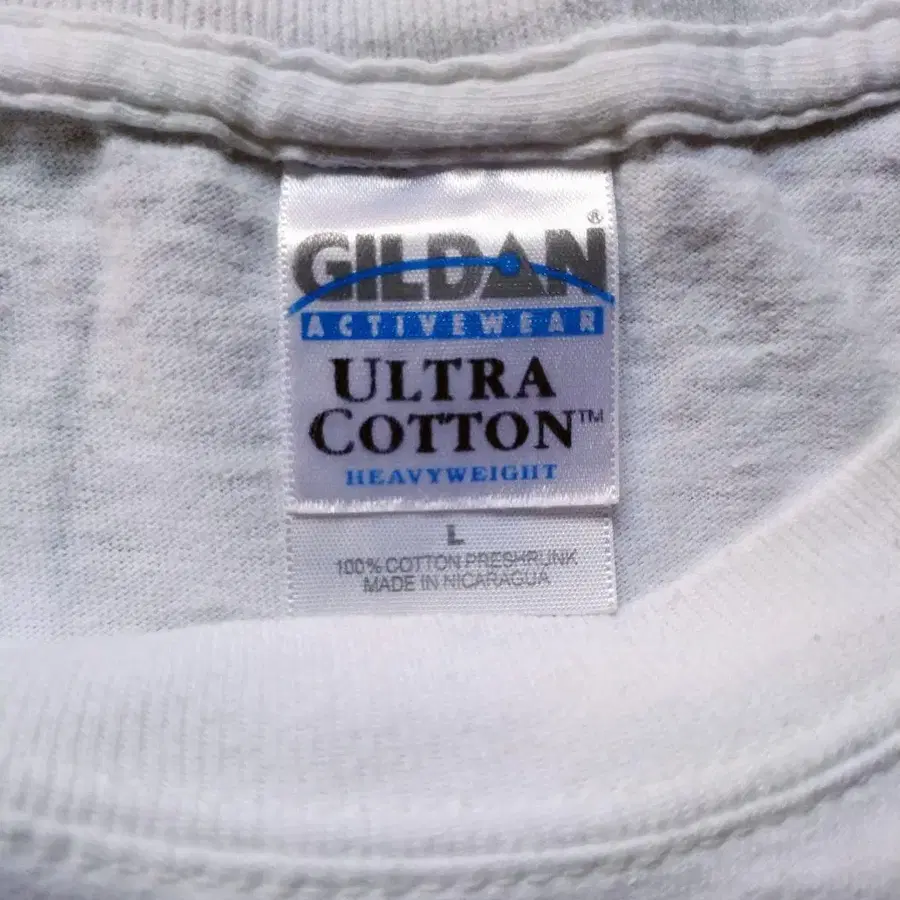 GILDAN®
ACTIVEWEAR
ULTRA
COTTON™
HEAVYWEIGHT
L
100% COTTON PRESHRUNK
MADE IN NICARAGUA